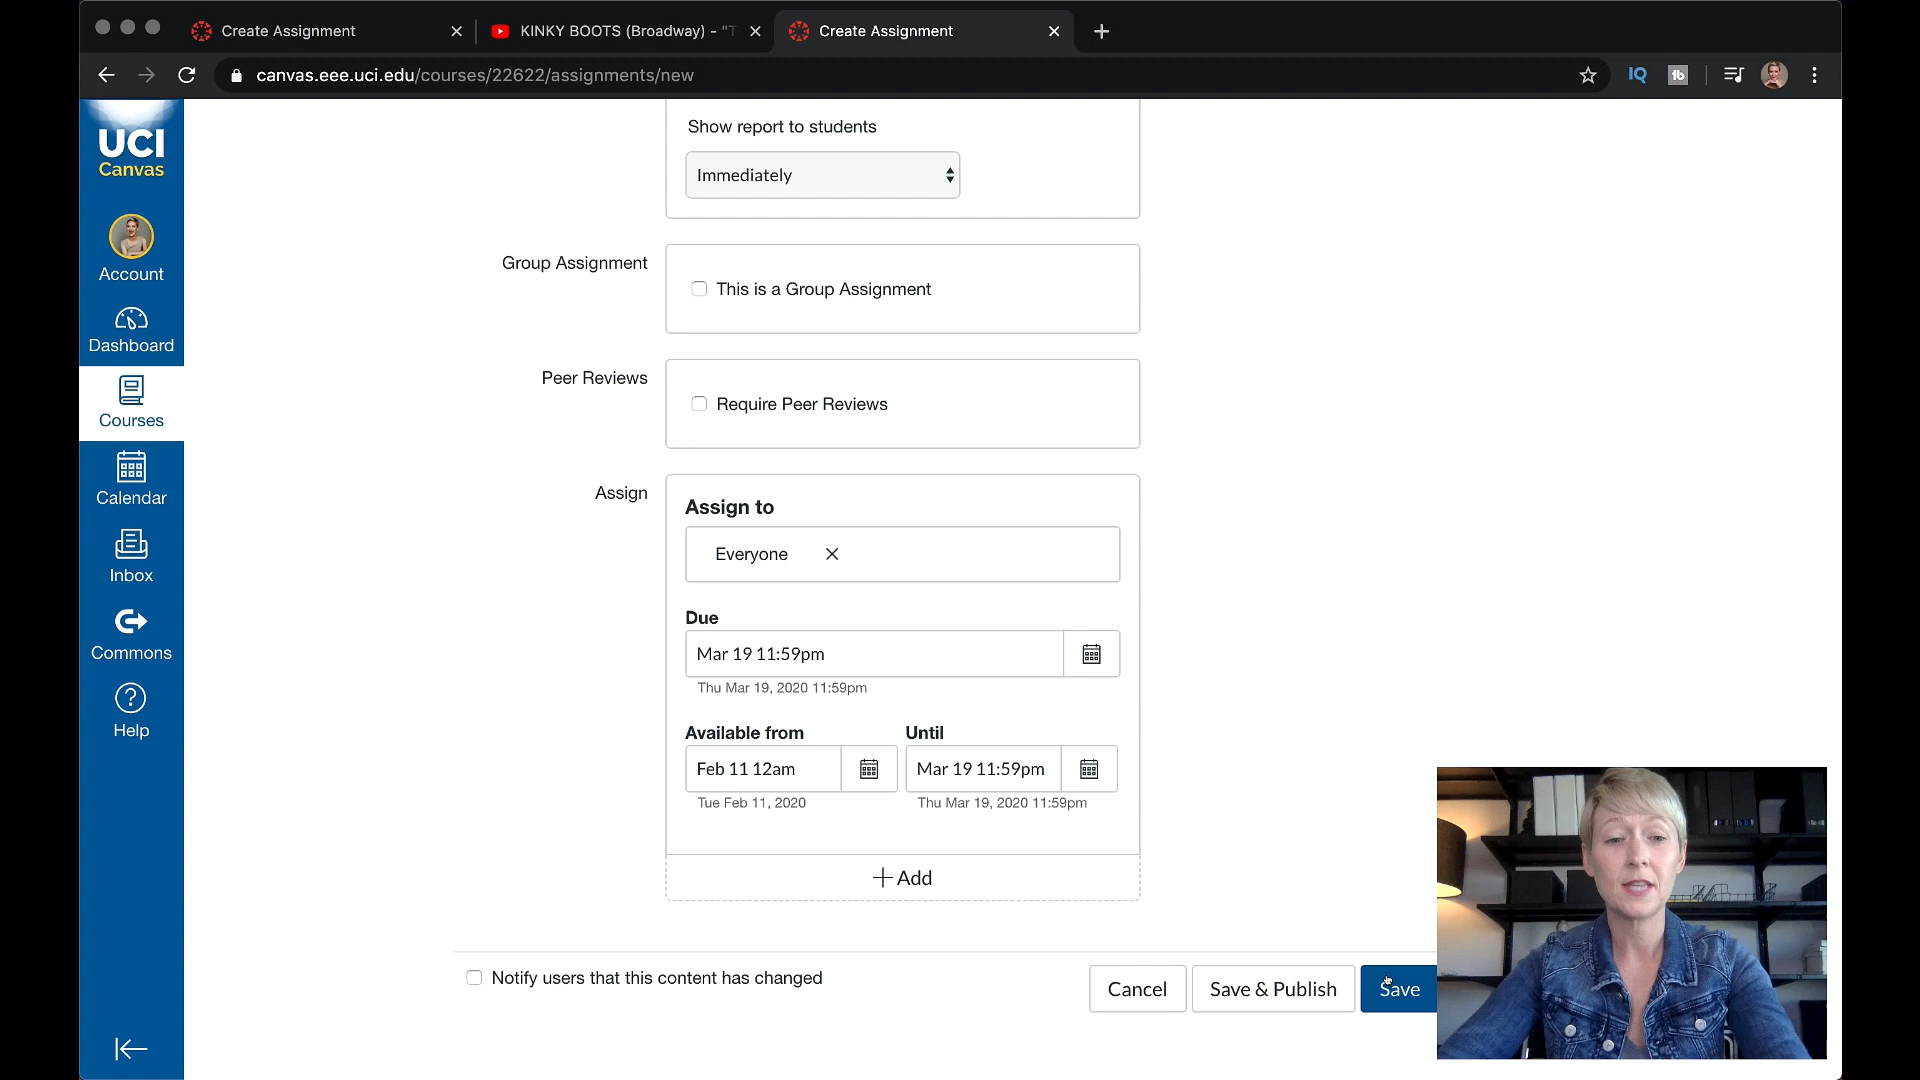 Create Assignment
KINKY BOOTS (Broadway) - "T
Create Assignment
canvas.eee.uci.edu/courses/22622/assignments/new
IQ
tb
UCI
Canvas
Account
Dashboard
Courses
Calendar
Inbox
Commons
Help
Show report to students
Immediately
Group Assignment
This is a Group Assignment
Peer Reviews
Require Peer Reviews
Assign
Assign to
Everyone
Due
Mar 19 11:59pm
Thu Mar 19, 2020 11:59pm
Available from
Until
Feb 11 12am
Mar 19 11:59pm
Tue Feb 11, 2020
Thu Mar 19, 2020 11:59pm
+ Add
Notify users that this content has changed
Cancel
Save & Publish
Save